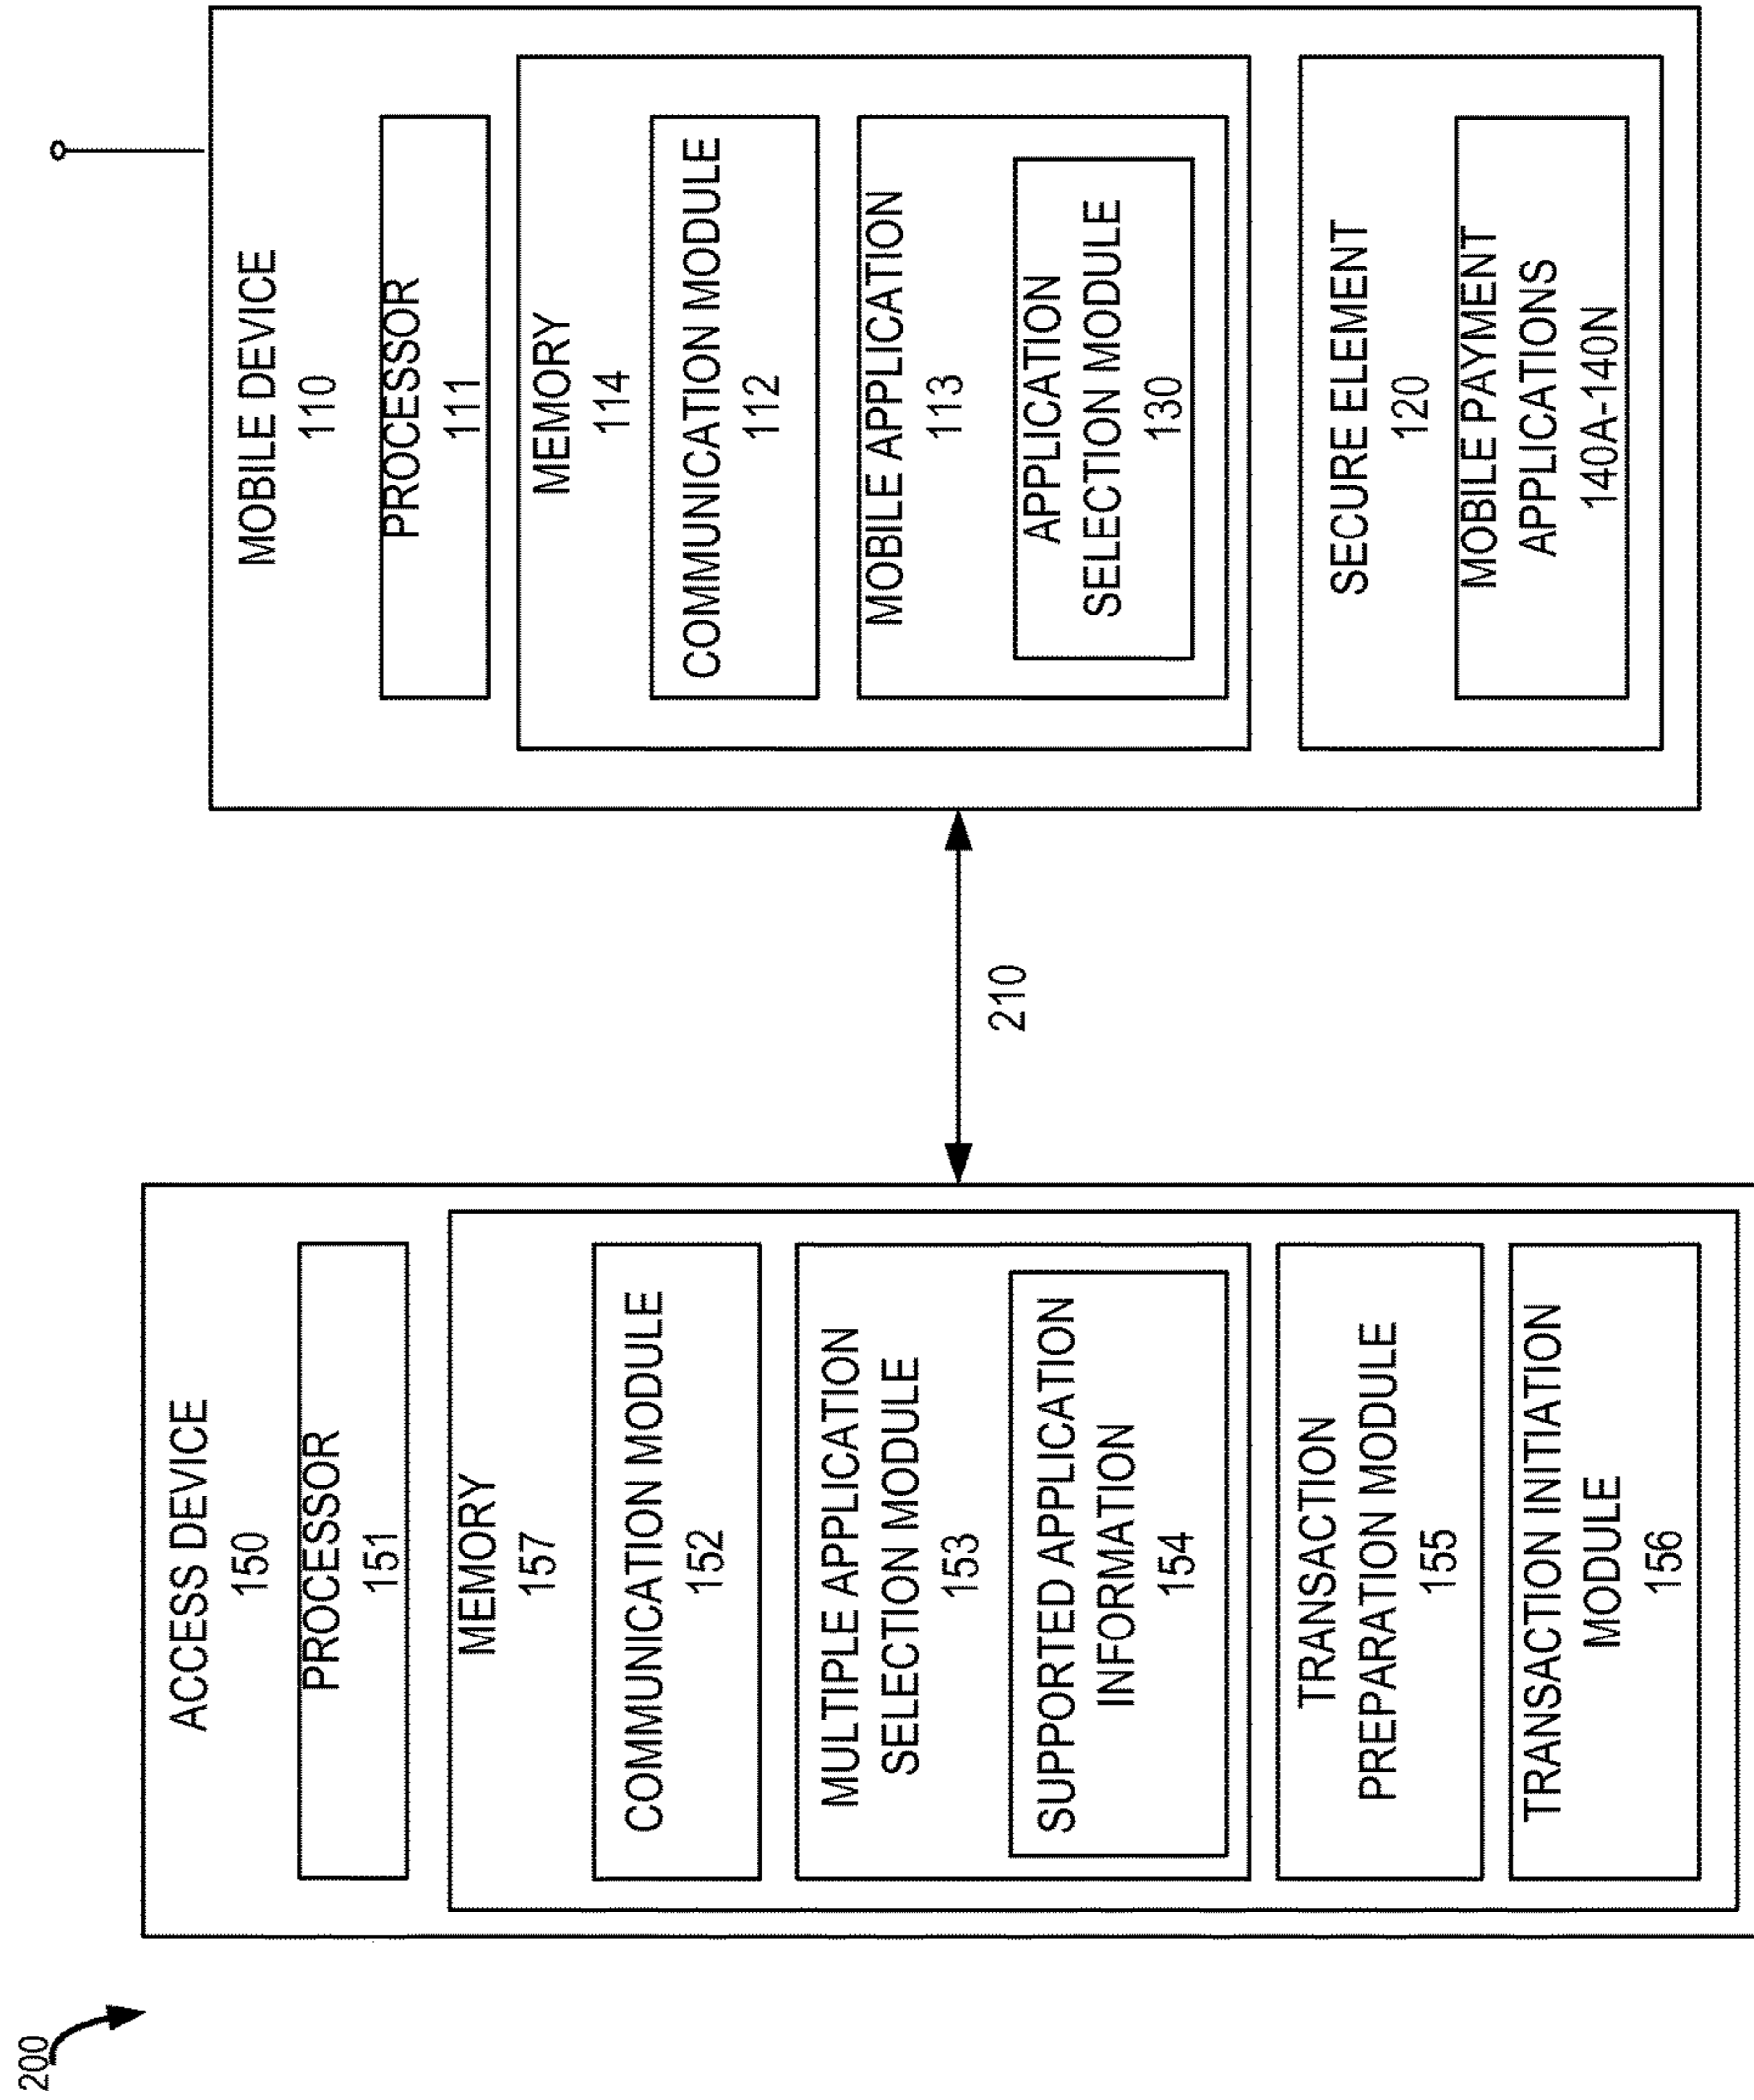 200
ACCESS DEVICE
150
PROCESSOR
151
MEMORY
157
COMMUNICATION MODULE
152
MULTIPLE APPLICATION
SELECTION MODULE
153
SUPPORTED APPLICATION
INFORMATION
154
TRANSACTION
PREPARATION MODULE
155
TRANSACTION INITIATION
MODULE
156
210
MOBILE DEVICE
110
PROCESSOR
111
MEMORY
114
COMMUNICATION MODULE
112
MOBILE APPLICATION
113
APPLICATION
SELECTION MODULE
130
SECURE ELEMENT
120
MOBILE PAYMENT
APPLICATIONS
140A-140N